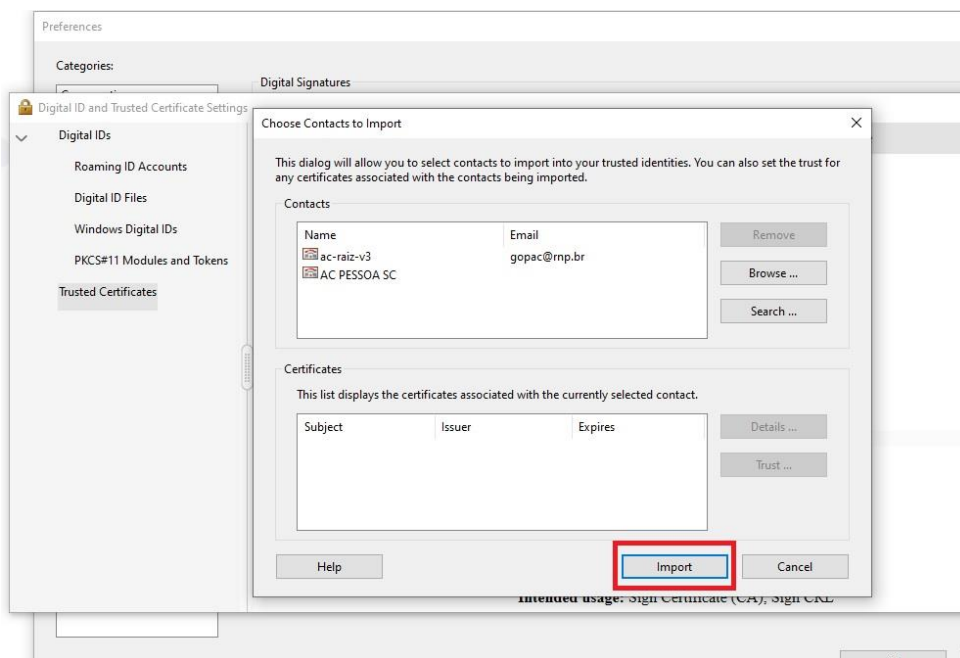 Preferences
Categories:
Digital Signatures
Digital ID and Trusted Certificate Settings
Digital IDs
Roaming ID Accounts
Digital ID Files
Windows Digital IDs
PKCS#11 Modules and Tokens
Trusted Certificates
Choose Contacts to Import
This dialog will allow you to select contacts to import into your trusted identities. You can also set the trust for
any certificates associated with the contacts being imported.
Contacts
Name Email
ac-raiz-v3 gopac@rnp.br
AC PESSOA SC
Remove
Browse ...
Search ...
Certificates
This list displays the certificates associated with the currently selected contact.
Subject Issuer Expires
Details ...
Trust ...
Help Import Cancel
Intended usage: Sign Certificate (CA), Sign CRL